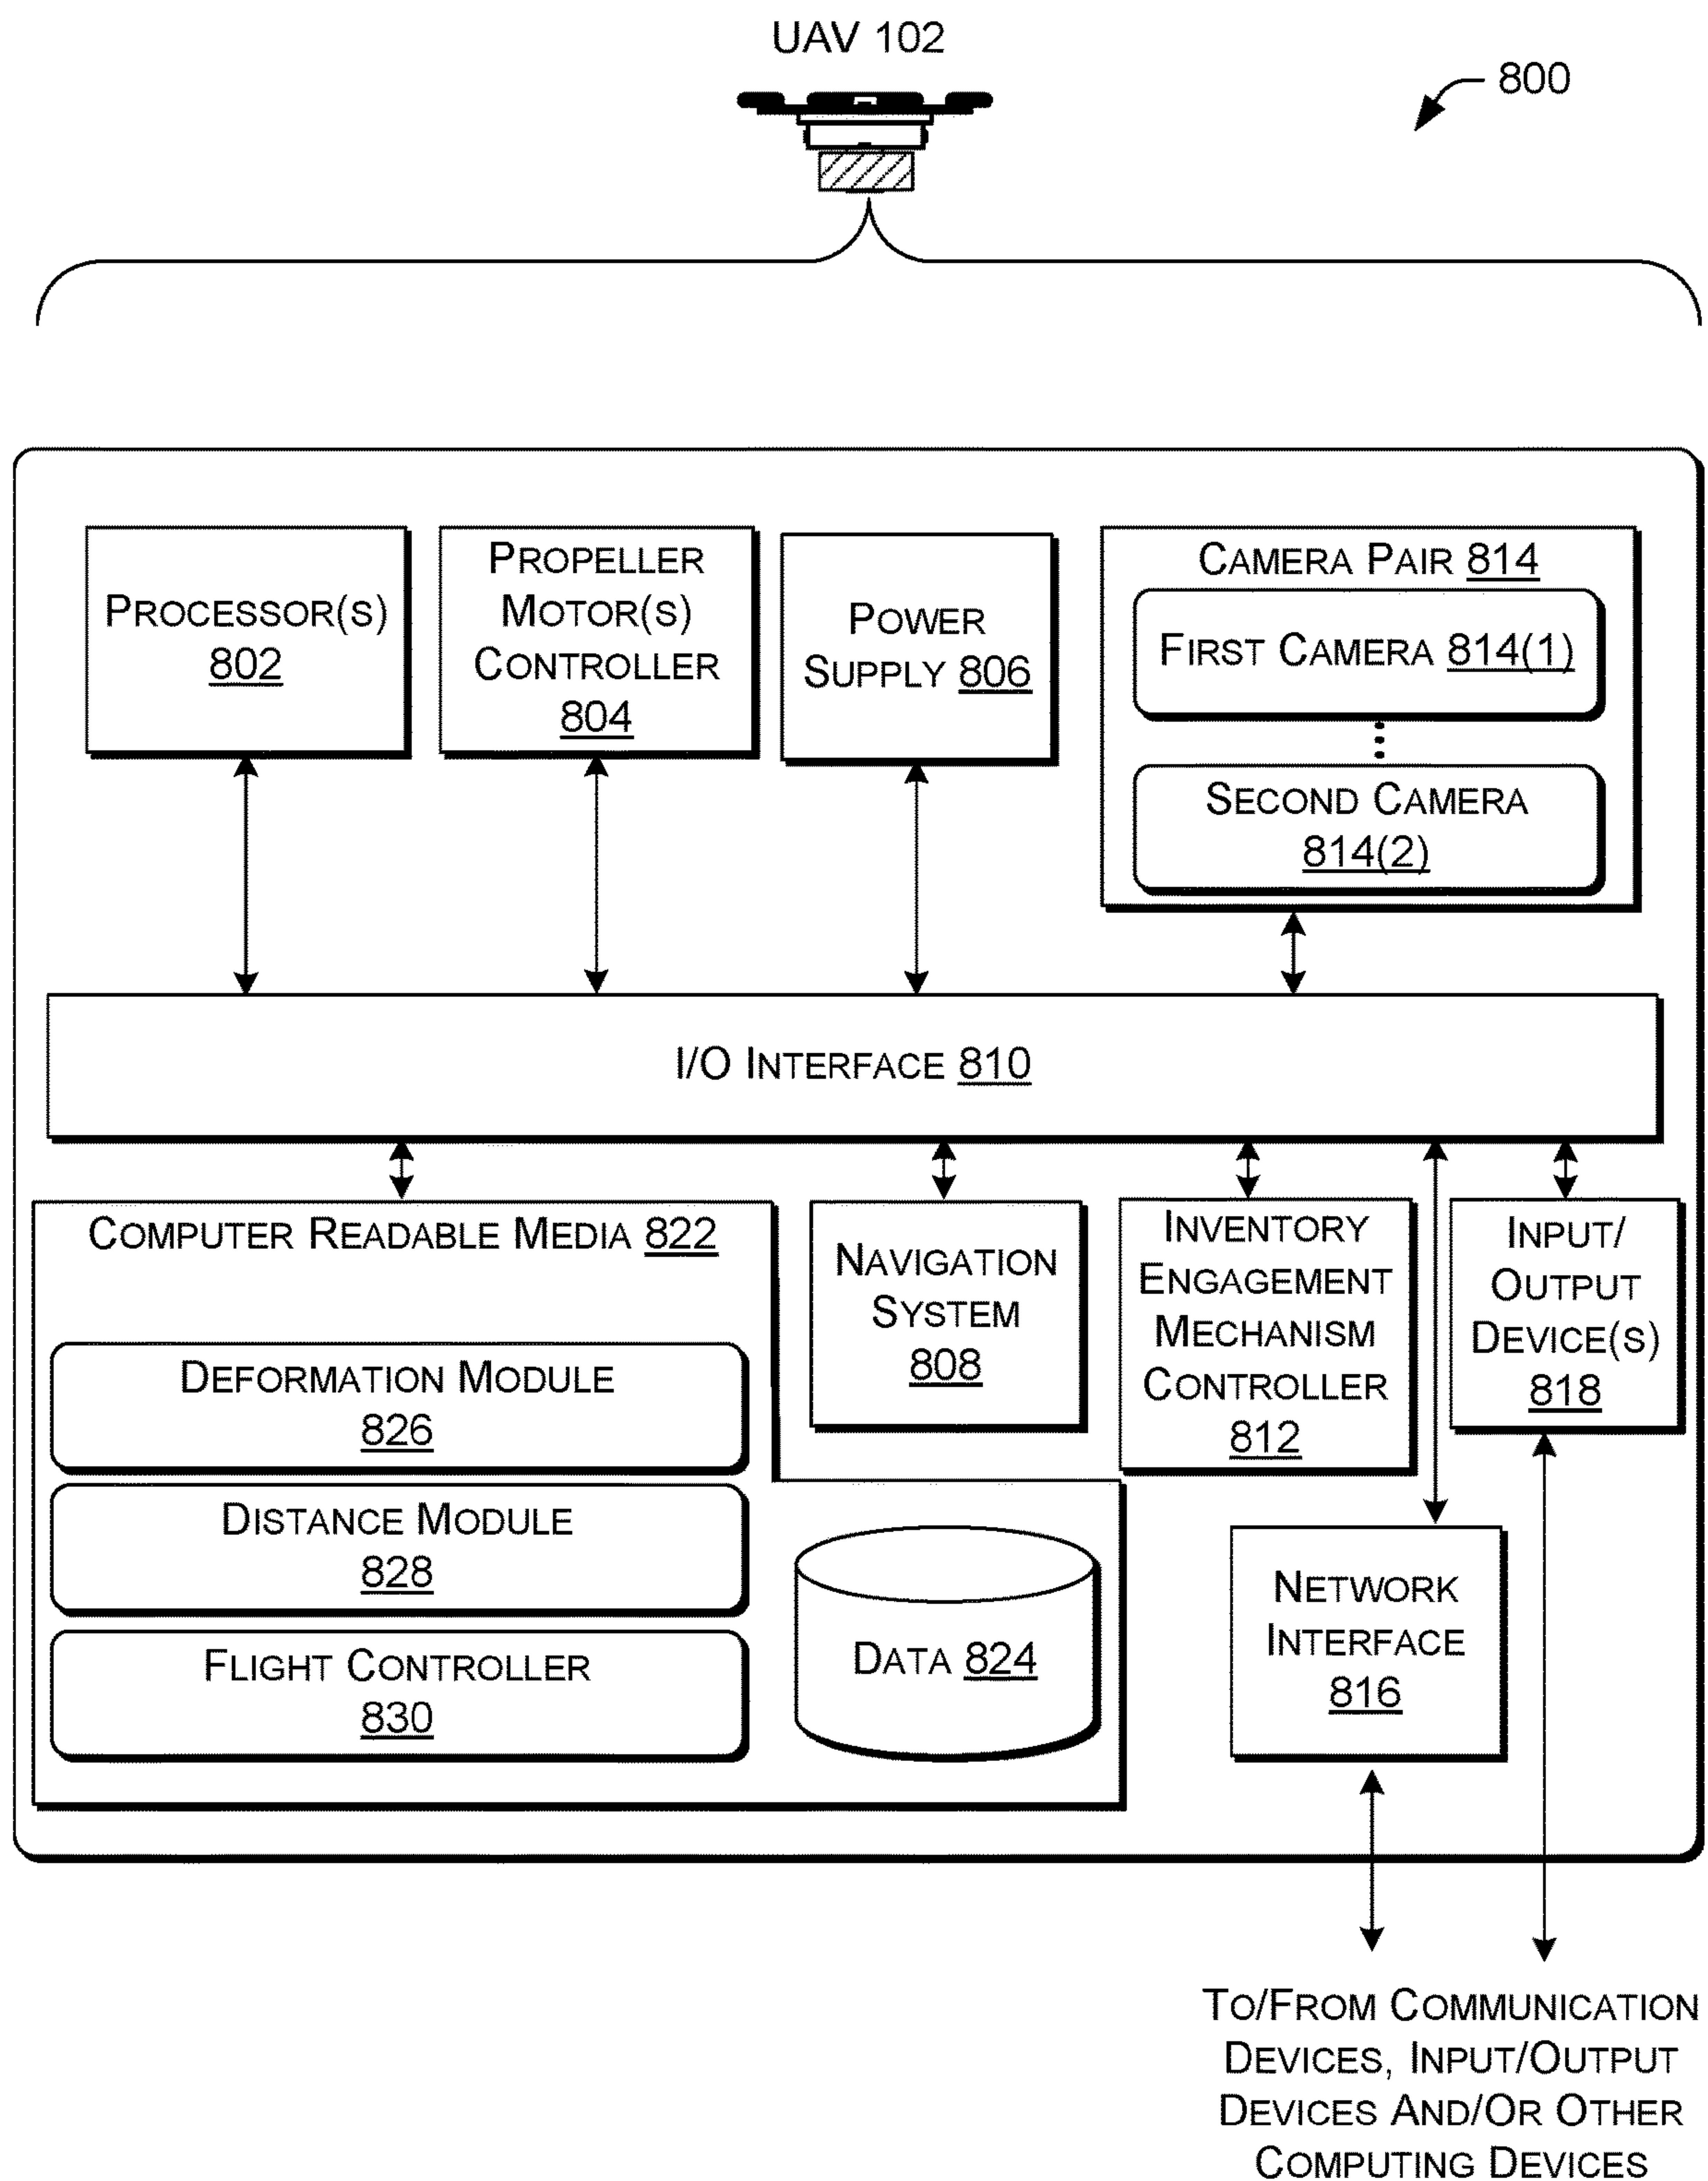 UAV 102
800
PROCESSOR(S)
802
PROPELLER
MOTOR(S)
CONTROLLER
804
POWER
SUPPLY 806
CAMERA PAIR 814
FIRST CAMERA 814(1)
SECOND CAMERA
814(2)
I/O INTERFACE 810
COMPUTER READABLE MEDIA 822
DEFORMATION MODULE
826
DISTANCE MODULE
828
FLIGHT CONTROLLER
830
DATA 824
NAVIGATION
SYSTEM
808
INVENTORY
ENGAGEMENT
MECHANISM
CONTROLLER
812
INPUT/
OUTPUT
DEVICE(S)
818
NETWORK
INTERFACE
816
TO/FROM COMMUNICATION
DEVICES, INPUT/OUTPUT
DEVICES AND/OR OTHER
COMPUTING DEVICES